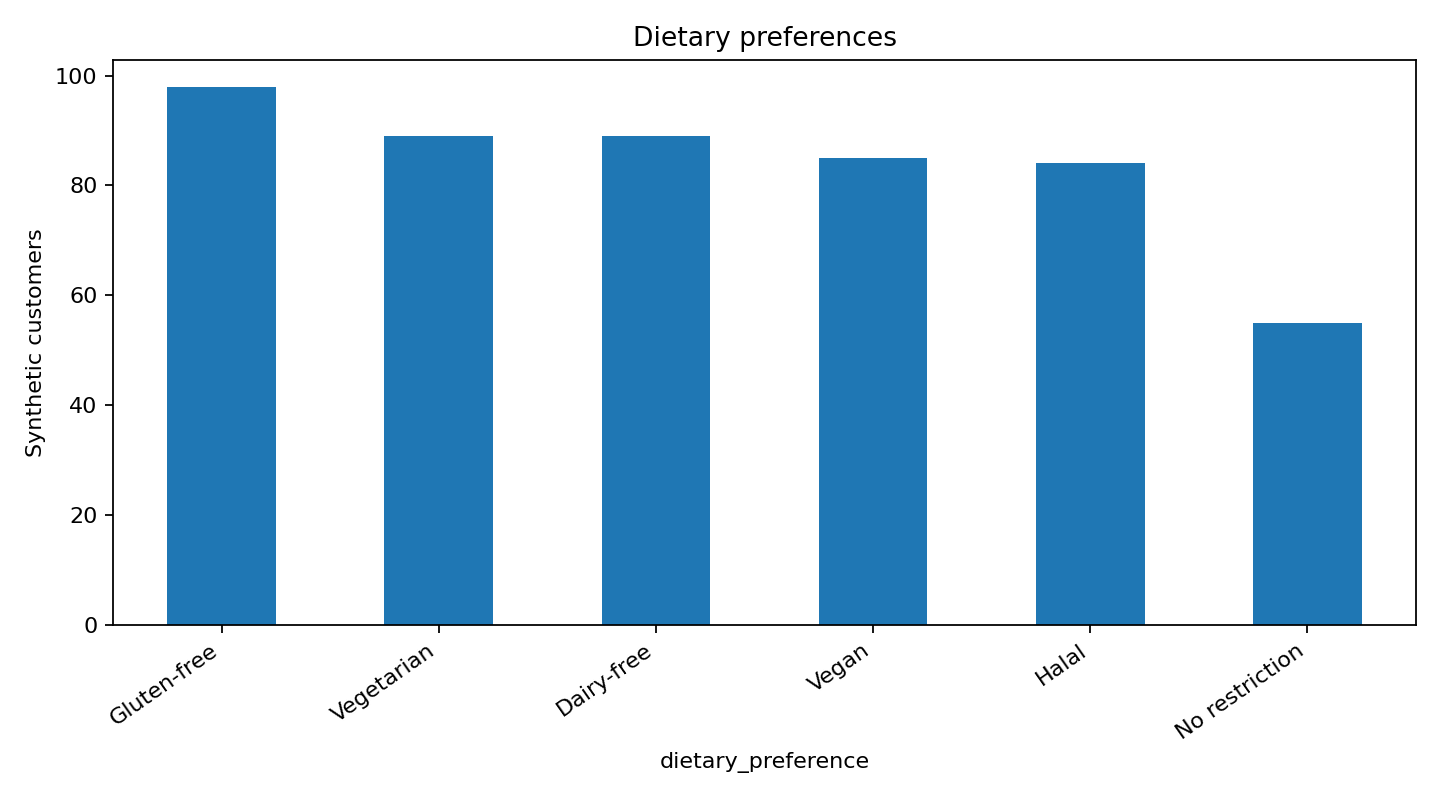 Dietary preferences
100
80
60
40
20
0
Synthetic customers
Gluten-free
Vegetarian
Dairy-free
Vegan
Halal
No restriction
dietary_preference